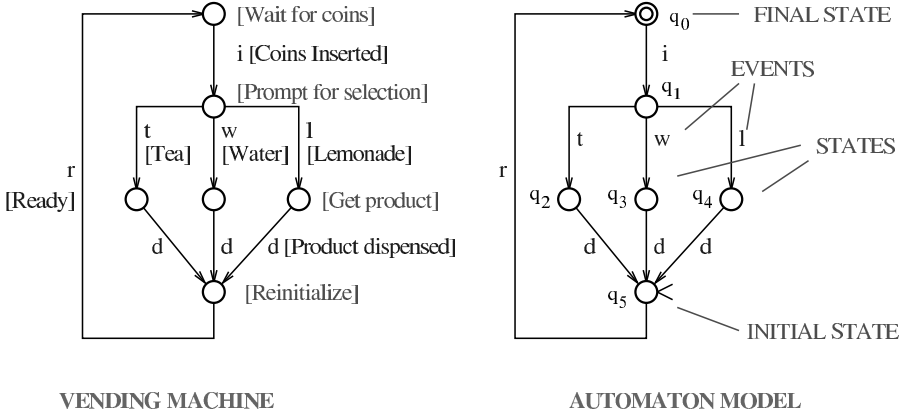 [Wait for coins]
i [Coins Inserted]
[Prompt for selection]
t
[Tea]
w
[Water]
l
[Lemonade]
r
[Ready]
[Get product]
d
d
d [Product dispensed]
[Reinitialize]
VENDING MACHINE
q0
FINAL STATE
i
EVENTS
q1
t
w
l
STATES
r
q2
q3
q4
d
d
d
q5
INITIAL STATE
AUTOMATON MODEL